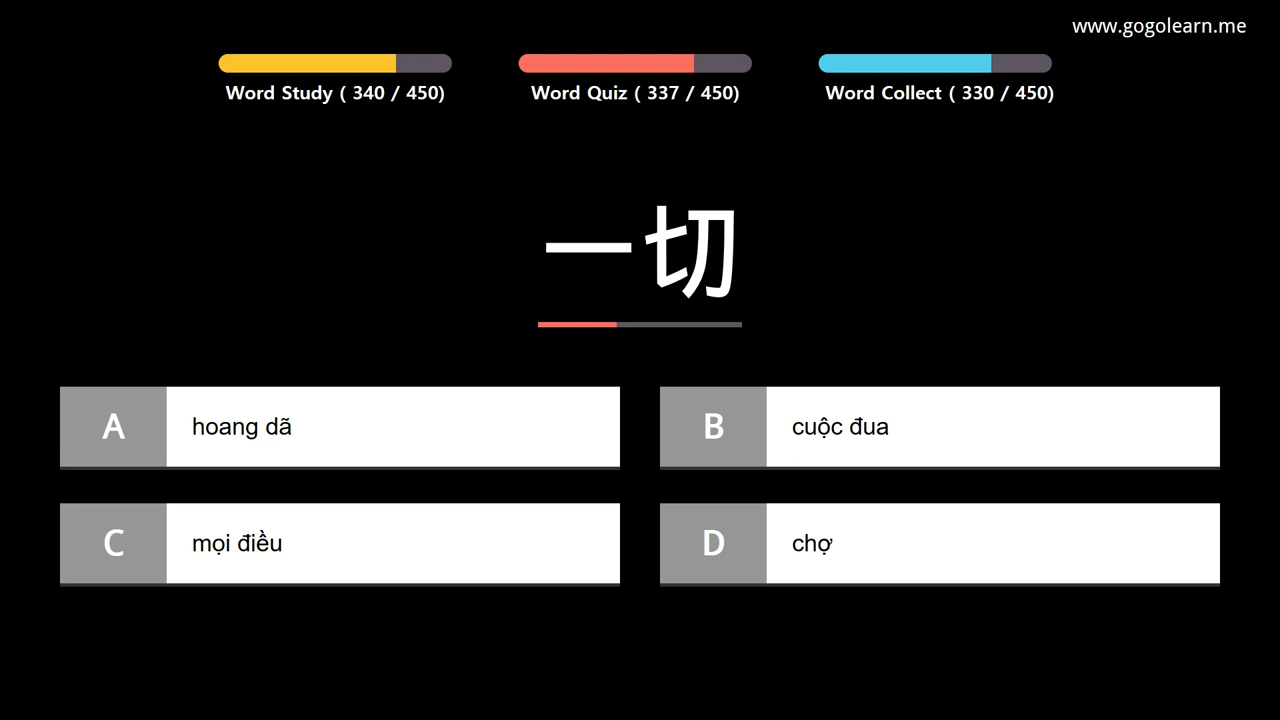 www.gogolearn.me
Word Study ( 340 / 450)
Word Quiz ( 337 / 450)
Word Collect ( 330 / 450)
一切
A hoang dã
B cuộc đua
C mọi điều
D chợ